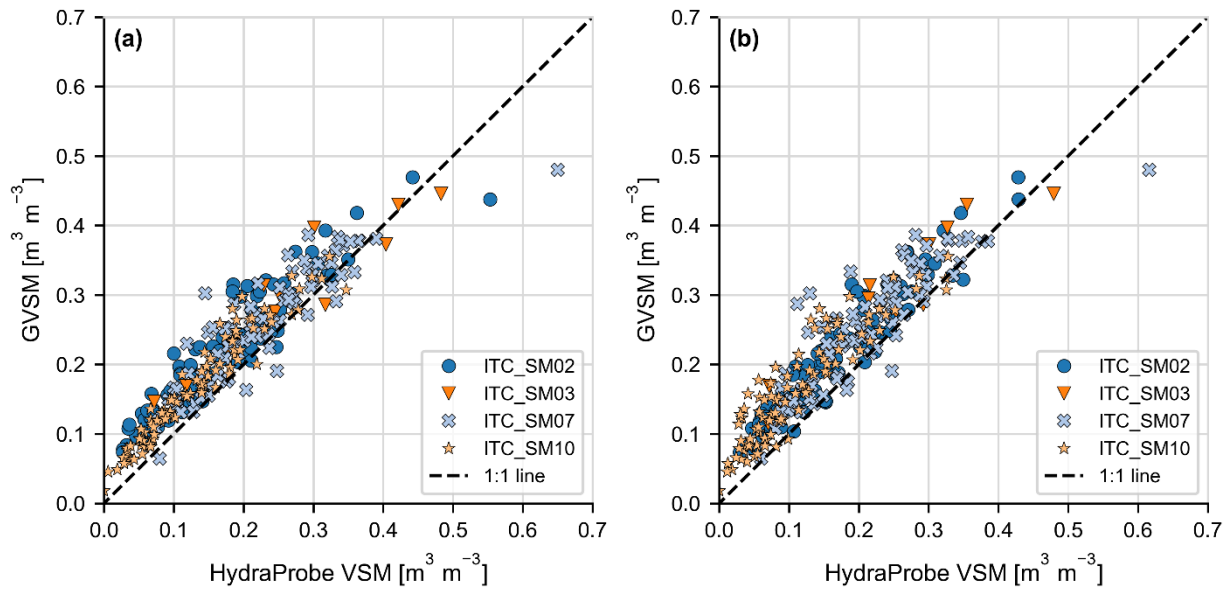 (a)
GVSM [m³ m⁻³]
0.7
0.6
0.5
0.4
0.3
0.2
0.1
0.0
ITC_SM02
ITC_SM03
ITC_SM07
ITC_SM10
1:1 line
0.0 0.1 0.2 0.3 0.4 0.5 0.6 0.7
HydraProbe VSM [m³ m⁻³]
(b)
GVSM [m³ m⁻³]
0.7
0.6
0.5
0.4
0.3
0.2
0.1
0.0
ITC_SM02
ITC_SM03
ITC_SM07
ITC_SM10
1:1 line
0.0 0.1 0.2 0.3 0.4 0.5 0.6 0.7
HydraProbe VSM [m³ m⁻³]